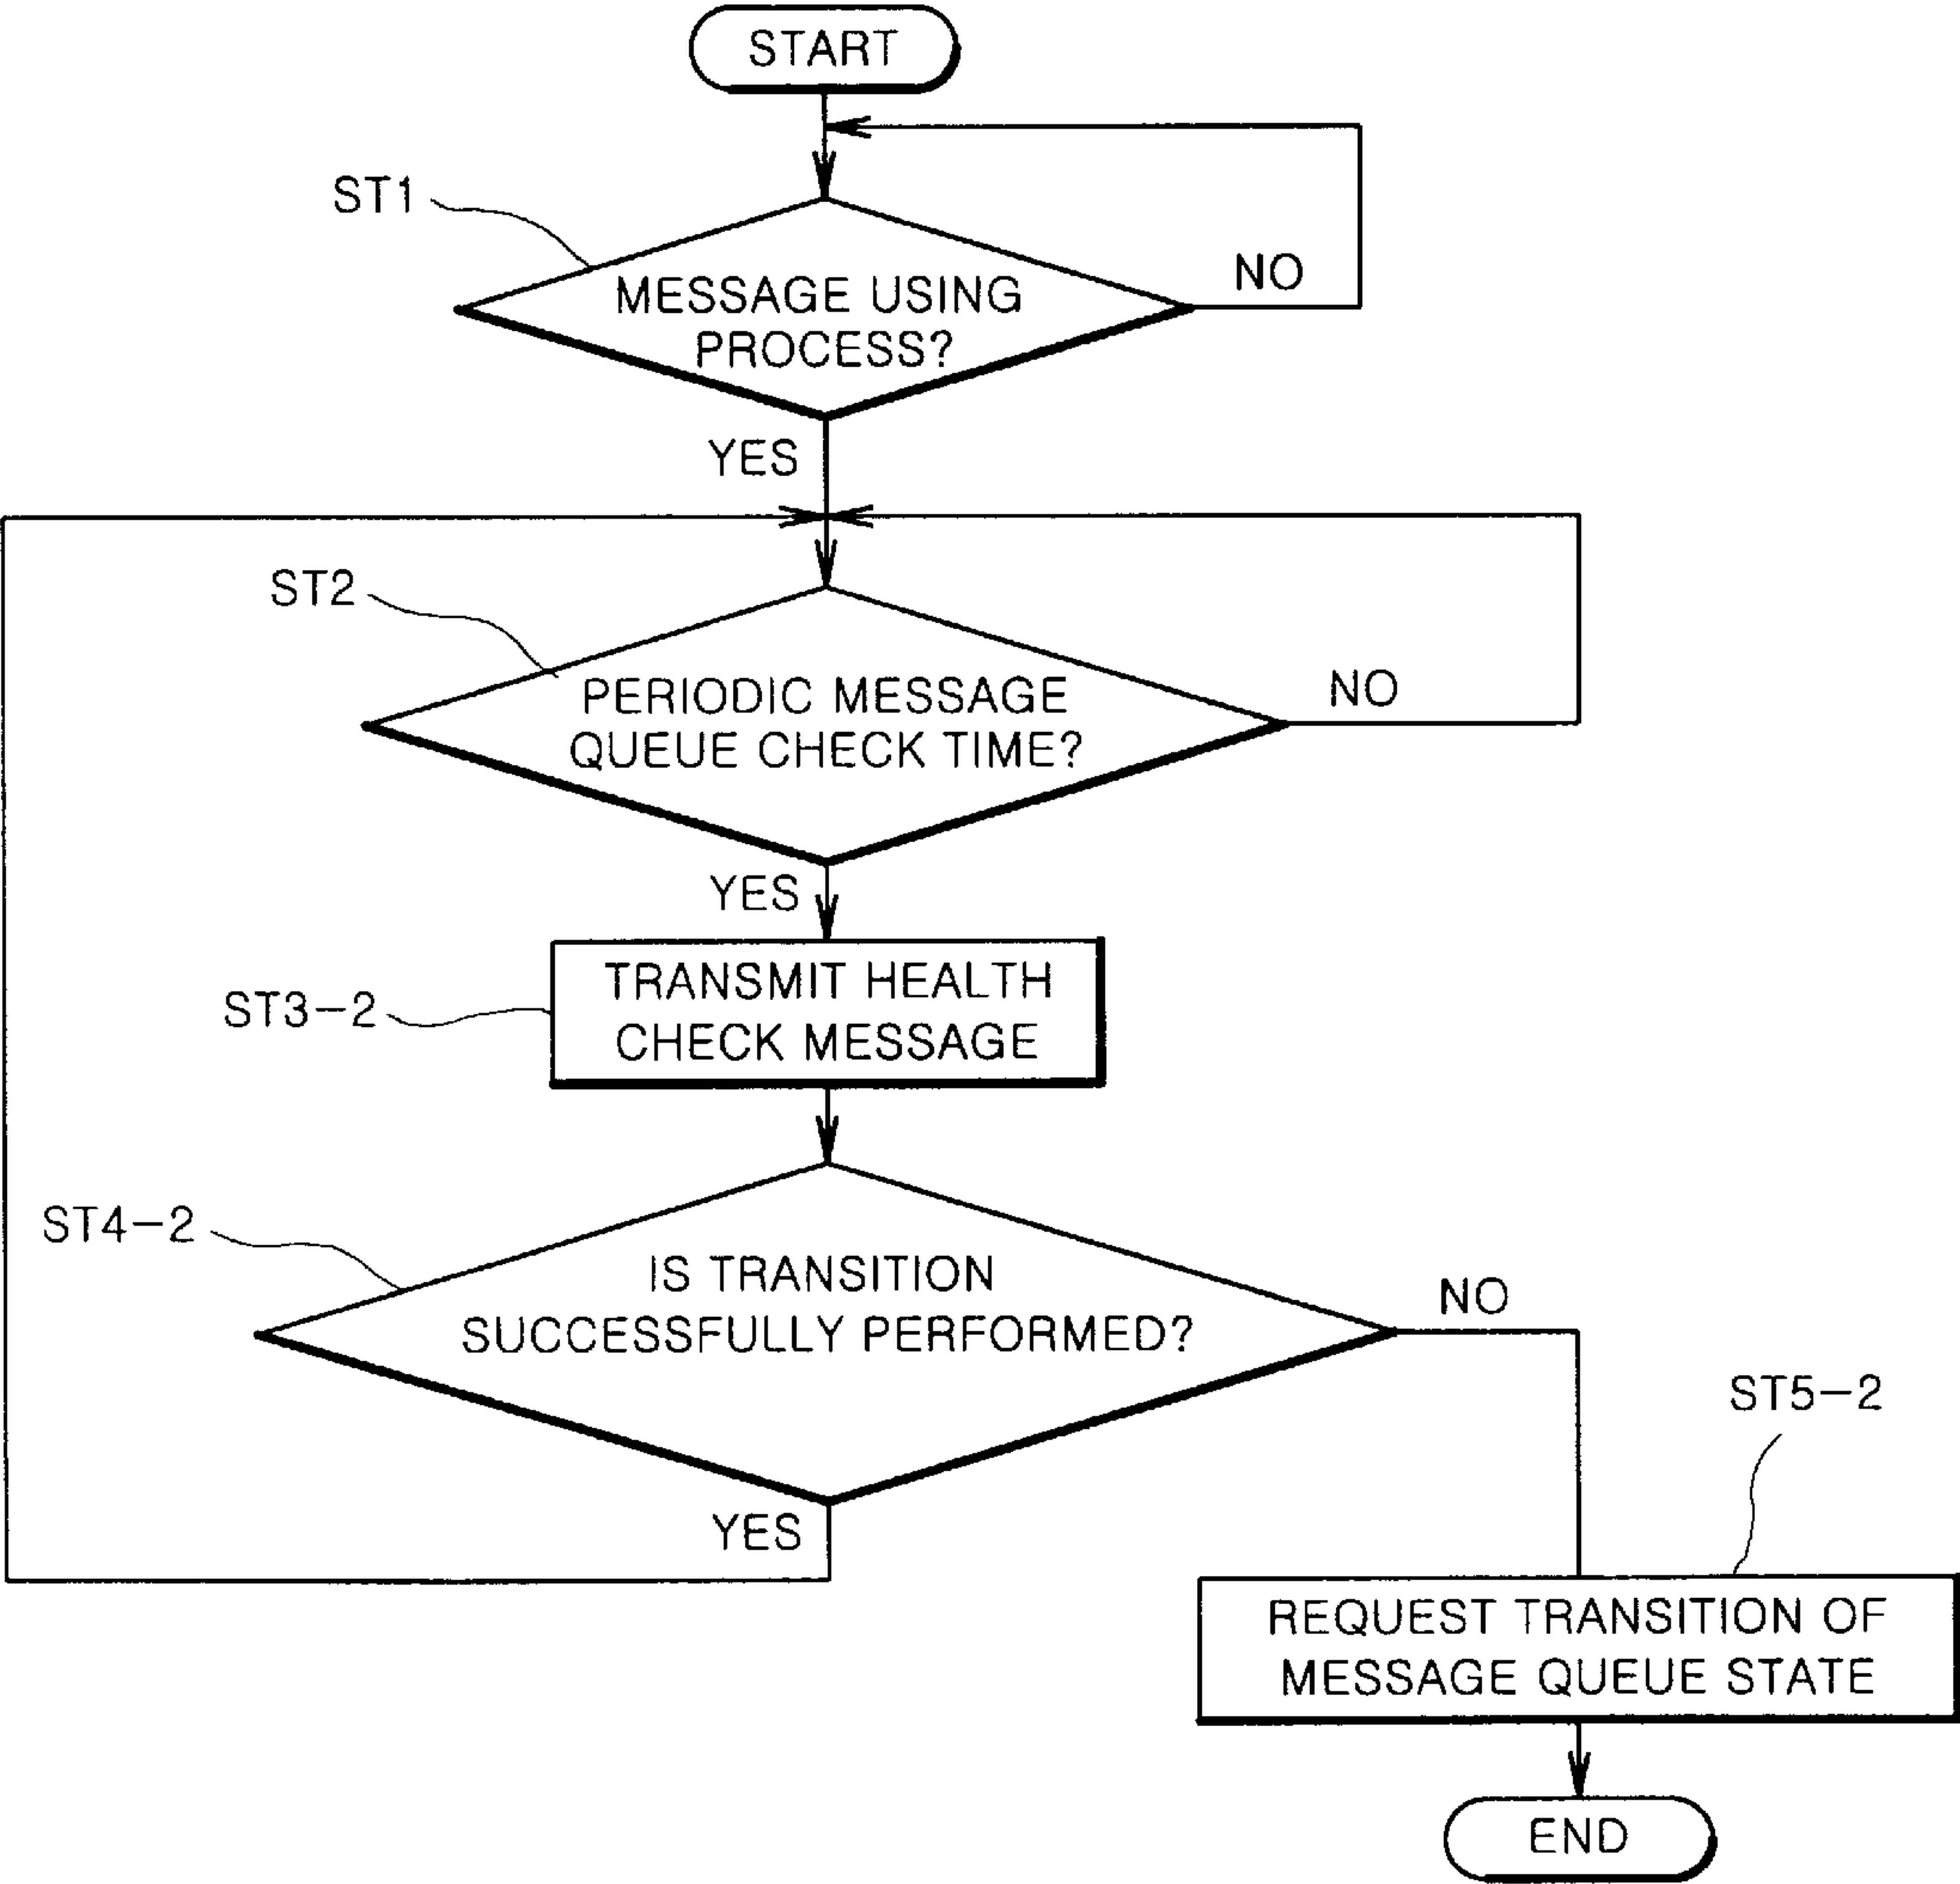 START
ST1
MESSAGE USING
PROCESS?
NO
YES
ST2
PERIODIC MESSAGE
QUEUE CHECK TIME?
NO
YES
ST3-2
TRANSMIT HEALTH
CHECK MESSAGE
ST4-2
IS TRANSITION
SUCCESSFULLY PERFORMED?
NO
YES
ST5-2
REQUEST TRANSITION OF
MESSAGE QUEUE STATE
END